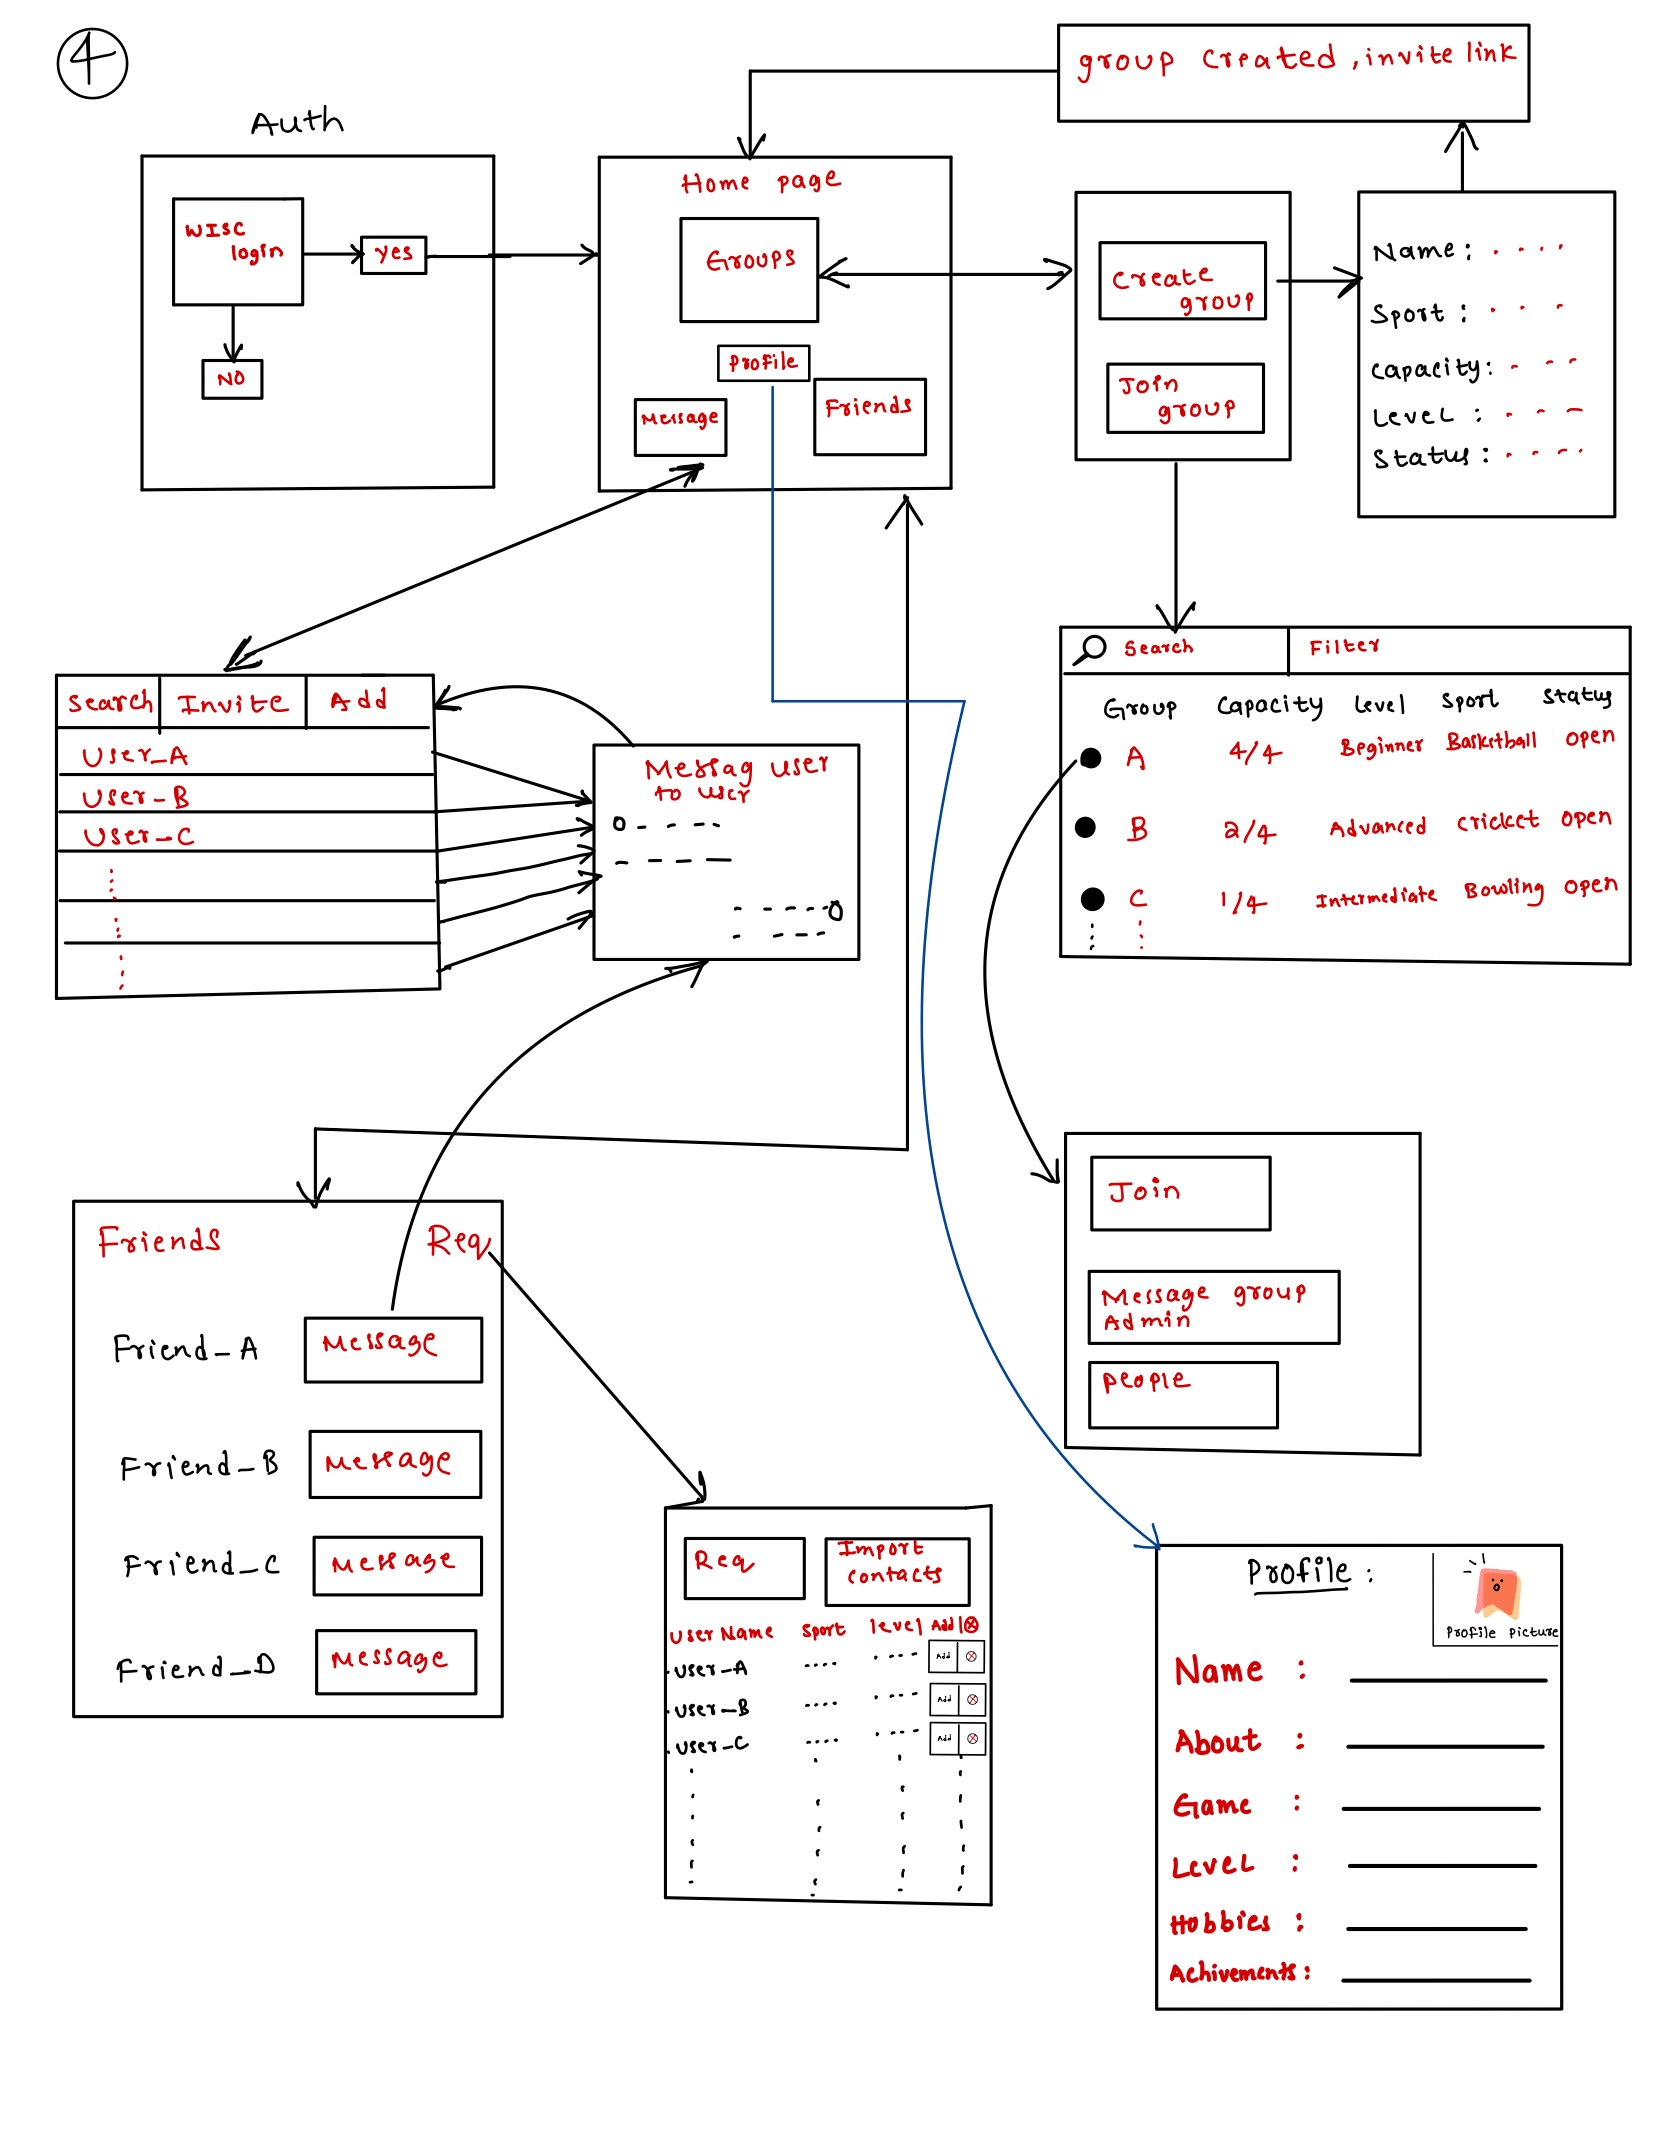 4
Auth
WISC
login
yes
NO
group created, invite link
Home page
Groups
Profile
Message
Friends
Create
group
Join
group
Name :
Sport :
capacity:
Level :
Status :
Search Invite Add
User_A
User_B
User_C
Messag user
to user
Search Filter
Group Capacity level Sport Status
A 4/4 Beginner Basketball open
B 2/4 Advanced cricket open
C 1/4 Intermediate Bowling open
Join
Message group
Admin
people
Friends Req
Friend_A Message
Friend_B Message
Friend_C Message
Friend_D Message
Req
Import
contacts
User Name Sport level Add |⊗
User_A Add ⊗
User_B Add ⊗
User_C Add ⊗
Profile :
Profile picture
Name :
About :
Game :
Level :
Hobbies :
Achivements :